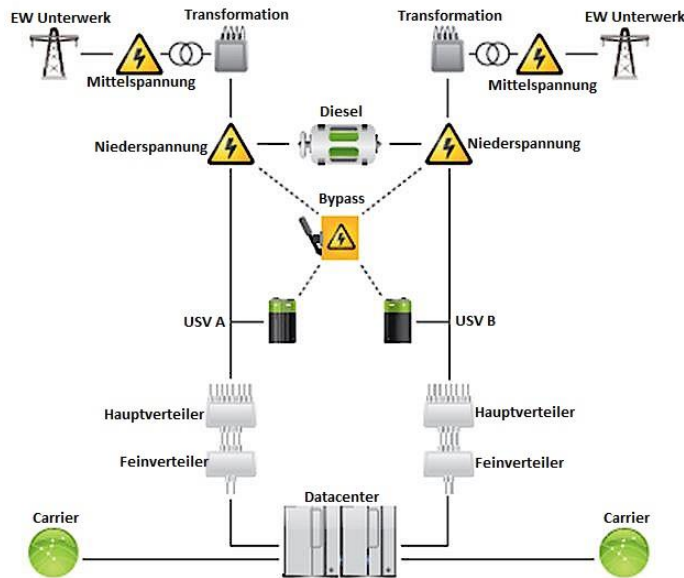 EW Unterwerk
Transformation
Transformation
EW Unterwerk
Mittelspannung
Mittelspannung
Diesel
Niederspannung
Niederspannung
Bypass
USV A
USV B
Hauptverteiler
Hauptverteiler
Feinverteiler
Feinverteiler
Datacenter
Carrier
Carrier